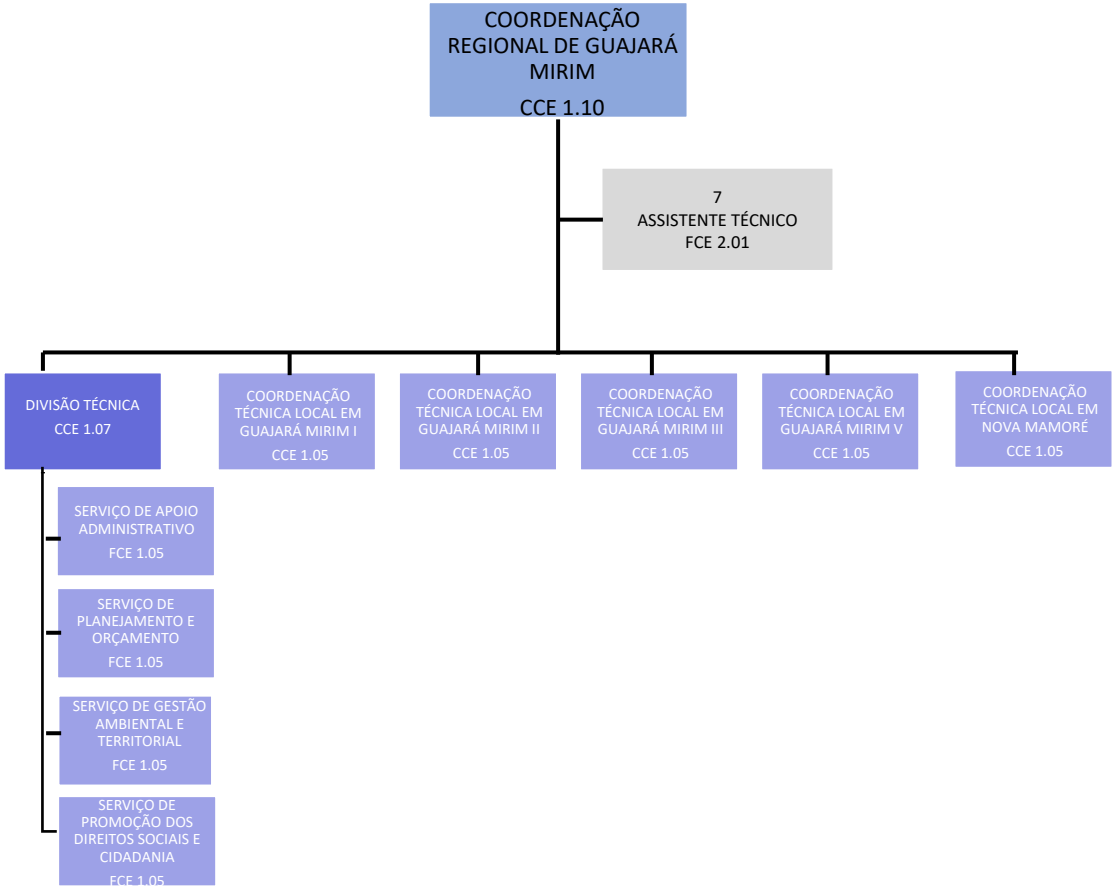 COORDENAÇÃO
REGIONAL DE GUAJARÁ
MIRIM
CCE 1.10
7
ASSISTENTE TÉCNICO
FCE 2.01
DIVISÃO TÉCNICA
CCE 1.07
COORDENAÇÃO
TÉCNICA LOCAL EM
GUAJARÁ MIRIM I
CCE 1.05
COORDENAÇÃO
TÉCNICA LOCAL EM
GUAJARÁ MIRIM II
CCE 1.05
COORDENAÇÃO
TÉCNICA LOCAL EM
GUAJARÁ MIRIM III
CCE 1.05
COORDENAÇÃO
TÉCNICA LOCAL EM
GUAJARÁ MIRIM V
CCE 1.05
COORDENAÇÃO
TÉCNICA LOCAL EM
NOVA MAMORÉ
CCE 1.05
SERVIÇO DE APOIO
ADMINISTRATIVO
FCE 1.05
SERVIÇO DE
PLANEJAMENTO E
ORÇAMENTO
FCE 1.05
SERVIÇO DE GESTÃO
AMBIENTAL E
TERRITORIAL
FCE 1.05
SERVIÇO DE
PROMOÇÃO DOS
DIREITOS SOCIAIS E
CIDADANIA
FCE 1.05